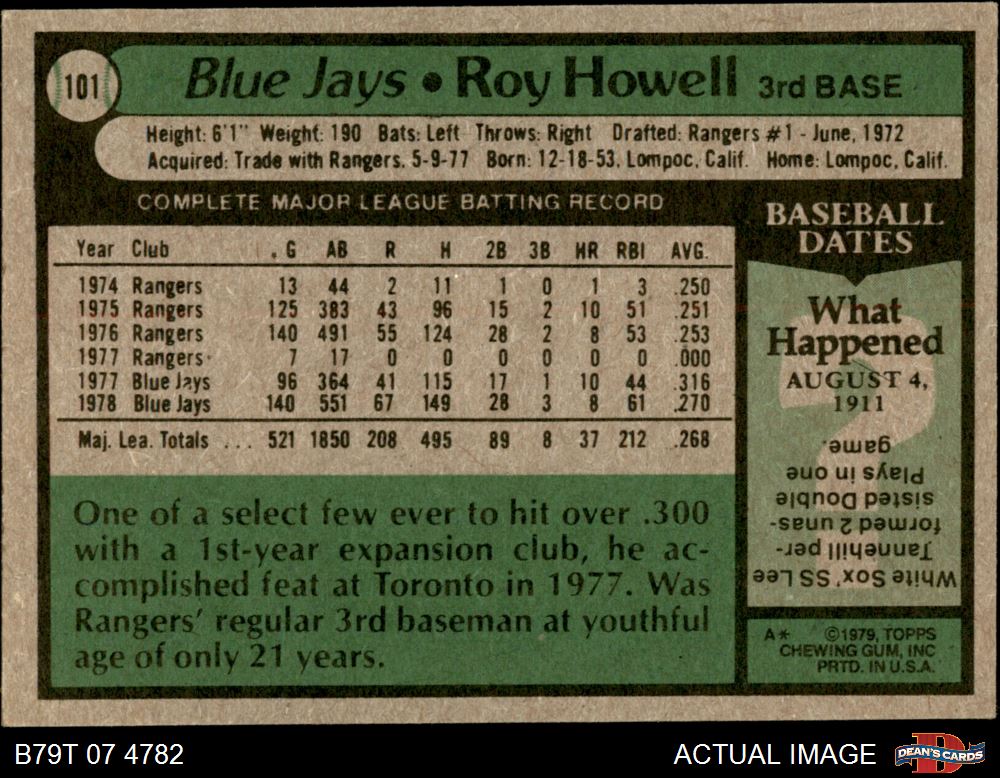 101
Blue Jays • Roy Howell 3rd BASE
Height: 6'1" Weight: 190 Bats: Left Throws: Right Drafted: Rangers #1 - June, 1972
Acquired: Trade with Rangers, 5-9-77 Born: 12-18-53, Lompoc, Calif. Home: Lompoc, Calif.
COMPLETE MAJOR LEAGUE BATTING RECORD
Year Club G AB R H 2B 3B HR RBI AVG.
1974 Rangers 13 44 2 11 1 0 1 3 .250
1975 Rangers 125 383 43 96 15 2 10 51 .251
1976 Rangers 140 491 55 124 28 2 8 53 .253
1977 Rangers 7 17 0 0 0 0 0 0 .000
1977 Blue Jays 96 364 41 115 17 1 10 44 .316
1978 Blue Jays 140 551 67 149 28 3 8 61 .270
Maj. Lea. Totals ... 521 1850 208 495 89 8 37 212 .268
One of a select few ever to hit over .300
with a 1st-year expansion club, he ac-
complished feat at Toronto in 1977. Was
Rangers' regular 3rd baseman at youthful
age of only 21 years.
BASEBALL
DATES
What
Happened
AUGUST 4,
1911
White Sox' SS Lee
Tannehill per-
formed 2 unas-
sisted Double
Plays in one
game.
A* ©1979, TOPPS
CHEWING GUM, INC
PRTD. IN U.S.A.
B79T 07 4782
ACTUAL IMAGE
DEAN'S CARDS